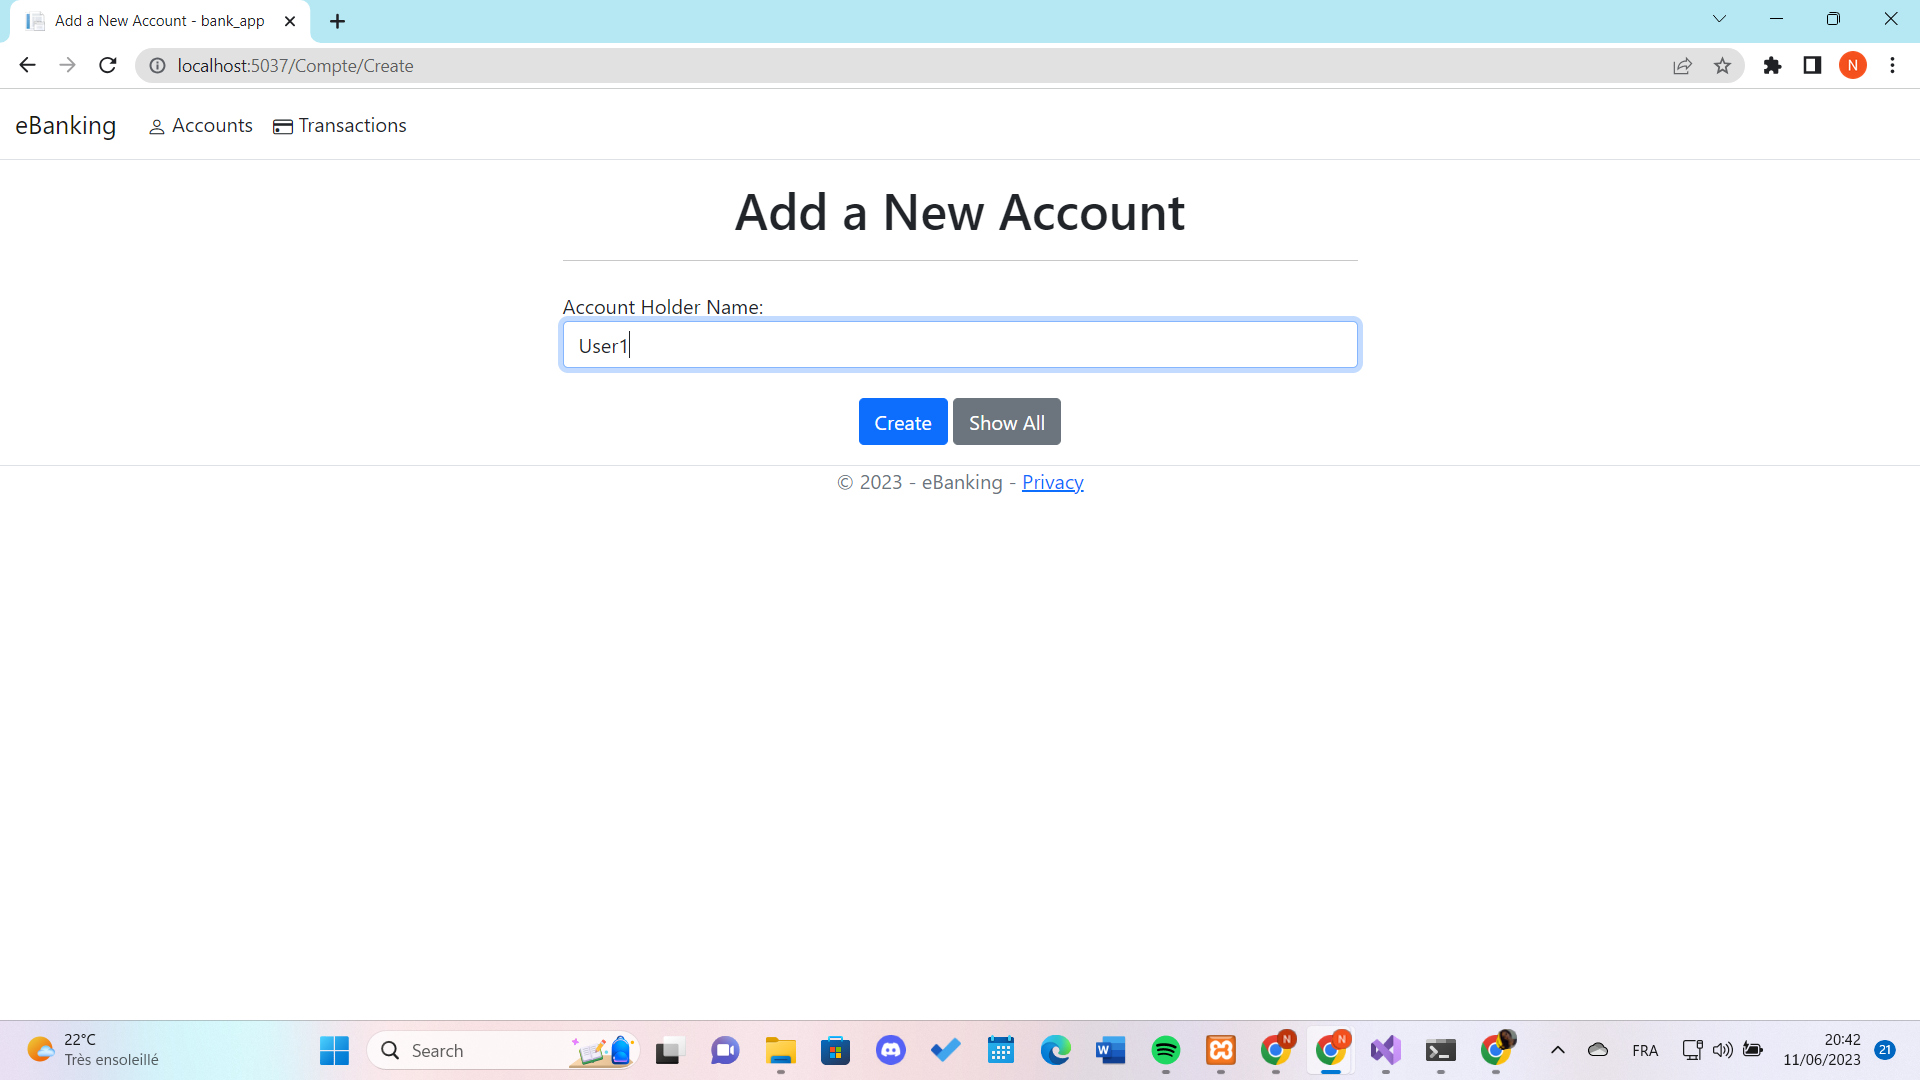 Add a New Account - bank_app
localhost:5037/Compte/Create
N
eBanking Accounts Transactions
Add a New Account
Account Holder Name:
User1
Create Show All
© 2023 - eBanking - Privacy
22°C
Très ensoleillé
Search
W
N
N
FRA
20:42
11/06/2023
21